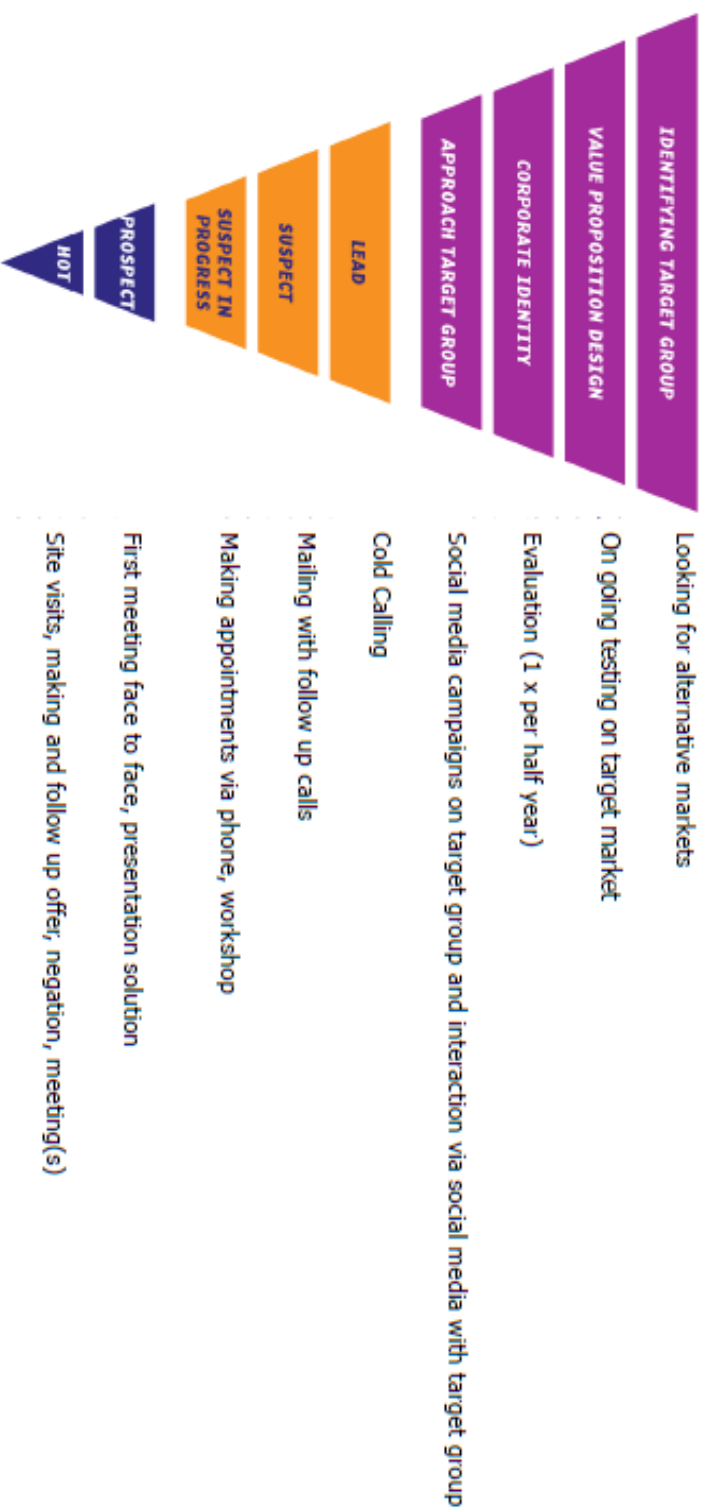 IDENTIFYING TARGET GROUP
Looking for alternative markets
VALUE PROPOSITION DESIGN
On going testing on target market
CORPORATE IDENTITY
Evaluation (1 x per half year)
APPROACH TARGET GROUP
Social media campaigns on target group and interaction via social media with target group
LEAD
Cold Calling
SUSPECT
Mailing with follow up calls
SUSPECT IN
PROGRESS
Making appointments via phone, workshop
PROSPECT
First meeting face to face, presentation solution
HOT
Site visits, making and follow up offer, negation, meeting(s)